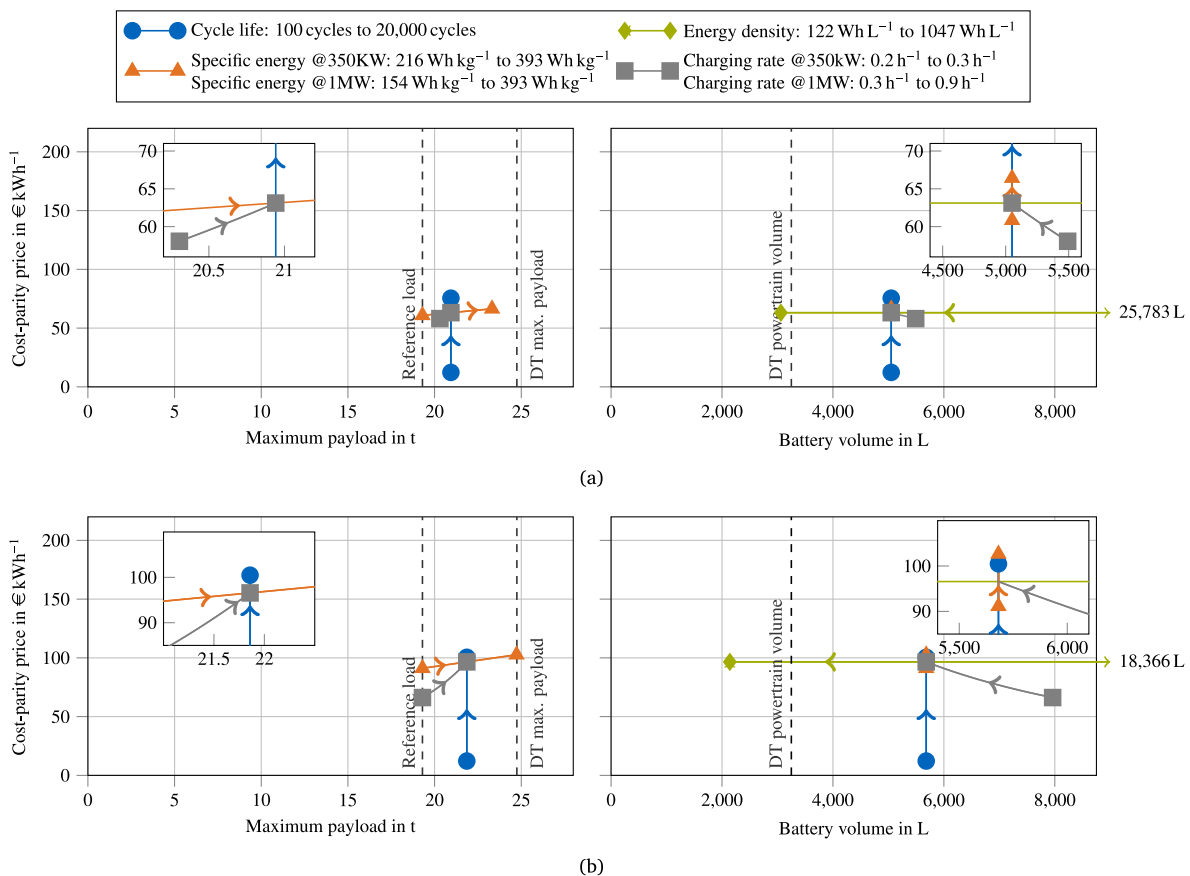 Cycle life: 100 cycles to 20,000 cycles
Energy density: 122 Wh L⁻¹ to 1047 Wh L⁻¹
Specific energy @350KW: 216 Wh kg⁻¹ to 393 Wh kg⁻¹
Specific energy @1MW: 154 Wh kg⁻¹ to 393 Wh kg⁻¹
Charging rate @350kW: 0.2 h⁻¹ to 0.3 h⁻¹
Charging rate @1MW: 0.3 h⁻¹ to 0.9 h⁻¹
Cost-parity price in € kWh⁻¹
200
150
100
50
0
70
65
60
20.5 21
Reference load
DT max. payload
0 5 10 15 20 25
Maximum payload in t
70
65
60
4,500 5,000 5,500
DT powertrain volume
25,783 L
0 2,000 4,000 6,000 8,000
Battery volume in L
(a)
Cost-parity price in € kWh⁻¹
200
150
100
50
0
100
90
21.5 22
Reference load
DT max. payload
0 5 10 15 20 25
Maximum payload in t
100
90
5,500 6,000
DT powertrain volume
18,366 L
0 2,000 4,000 6,000 8,000
Battery volume in L
(b)